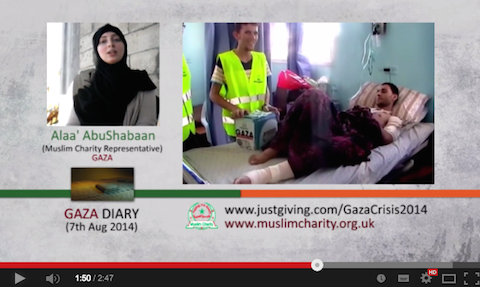 Alaa' AbuShabaan
(Muslim Charity Representative)
GAZA
GAZA
GAZA DIARY
(7th Aug 2014)
www.justgiving.com/GazaCrisis2014
www.muslimcharity.org.uk
1:50 / 2:47
HD